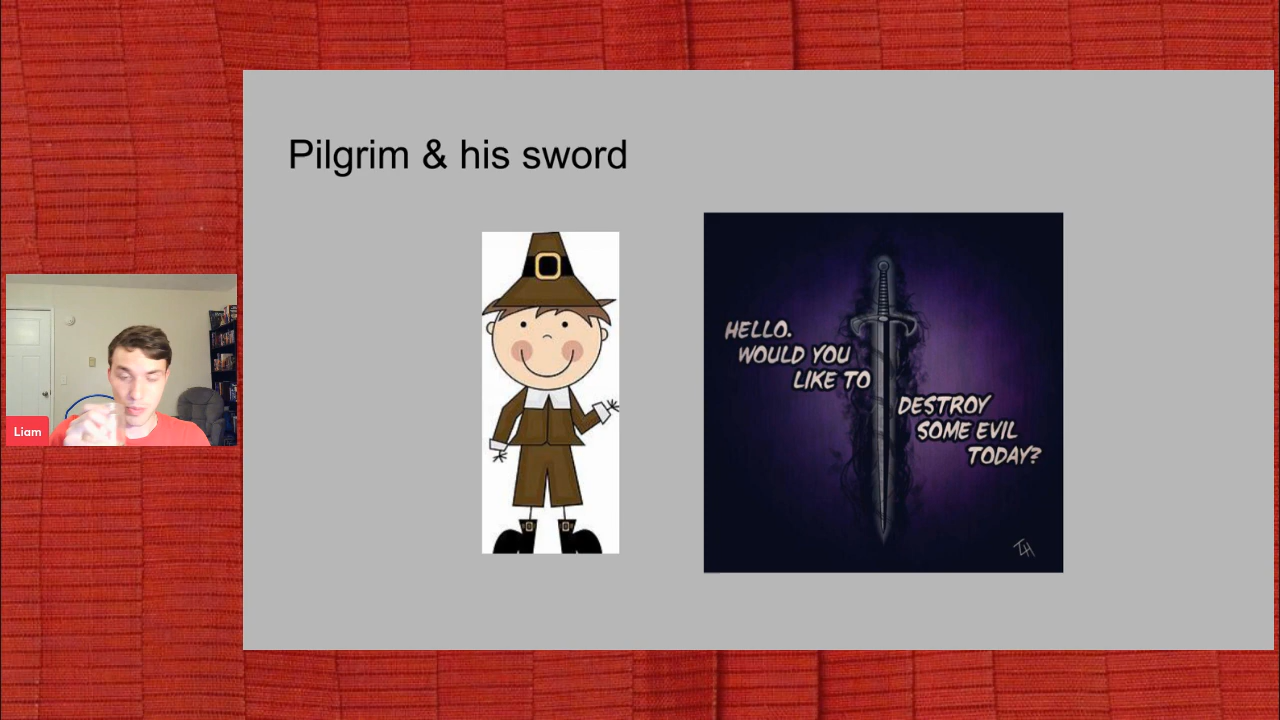 Pilgrim & his sword
HELLO.
WOULD YOU
LIKE TO
DESTROY
SOME EVIL
TODAY?
Liam